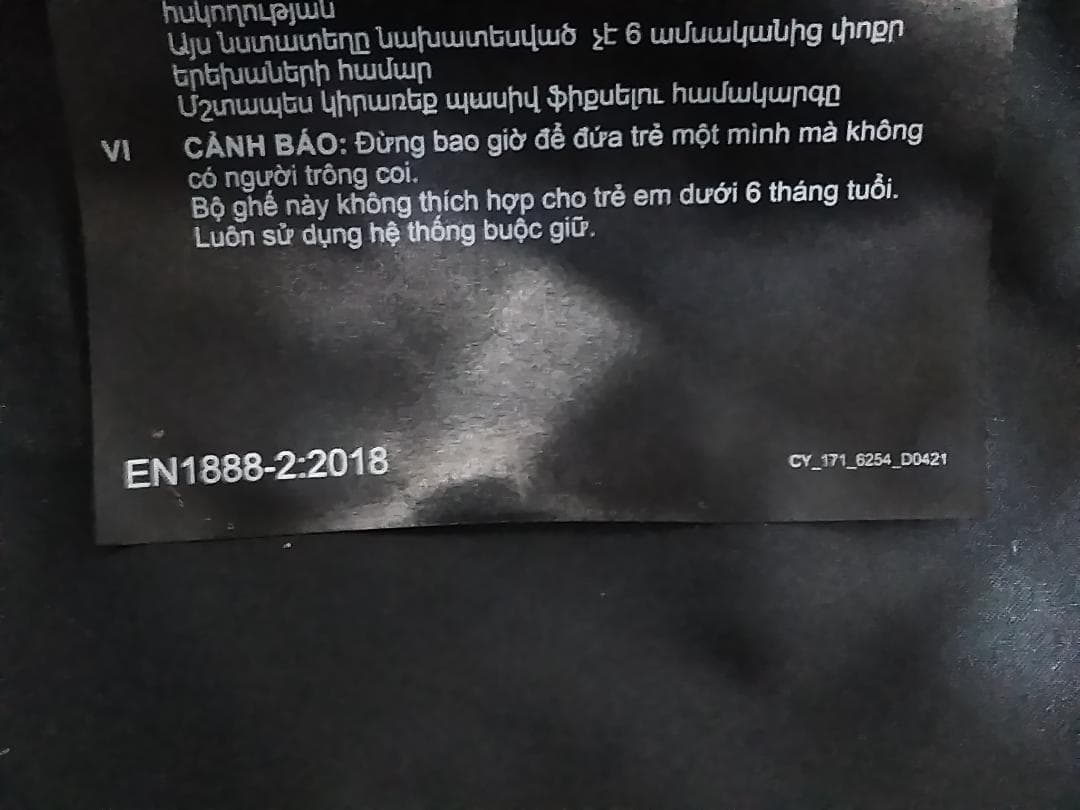 հսկողության
Այս նստատեղը նախատեսված չէ 6 ամսականից փոքր
երեխաների համար
Մշտապես կիրառեք պասիվ ֆիքսելու համակարգը
VI CẢNH BÁO: Đừng bao giờ để đứa trẻ một mình mà không
có người trông coi.
Bộ ghế này không thích hợp cho trẻ em dưới 6 tháng tuổi.
Luôn sử dụng hệ thống buộc giữ.
EN1888-2:2018
CY_171_6254_D0421